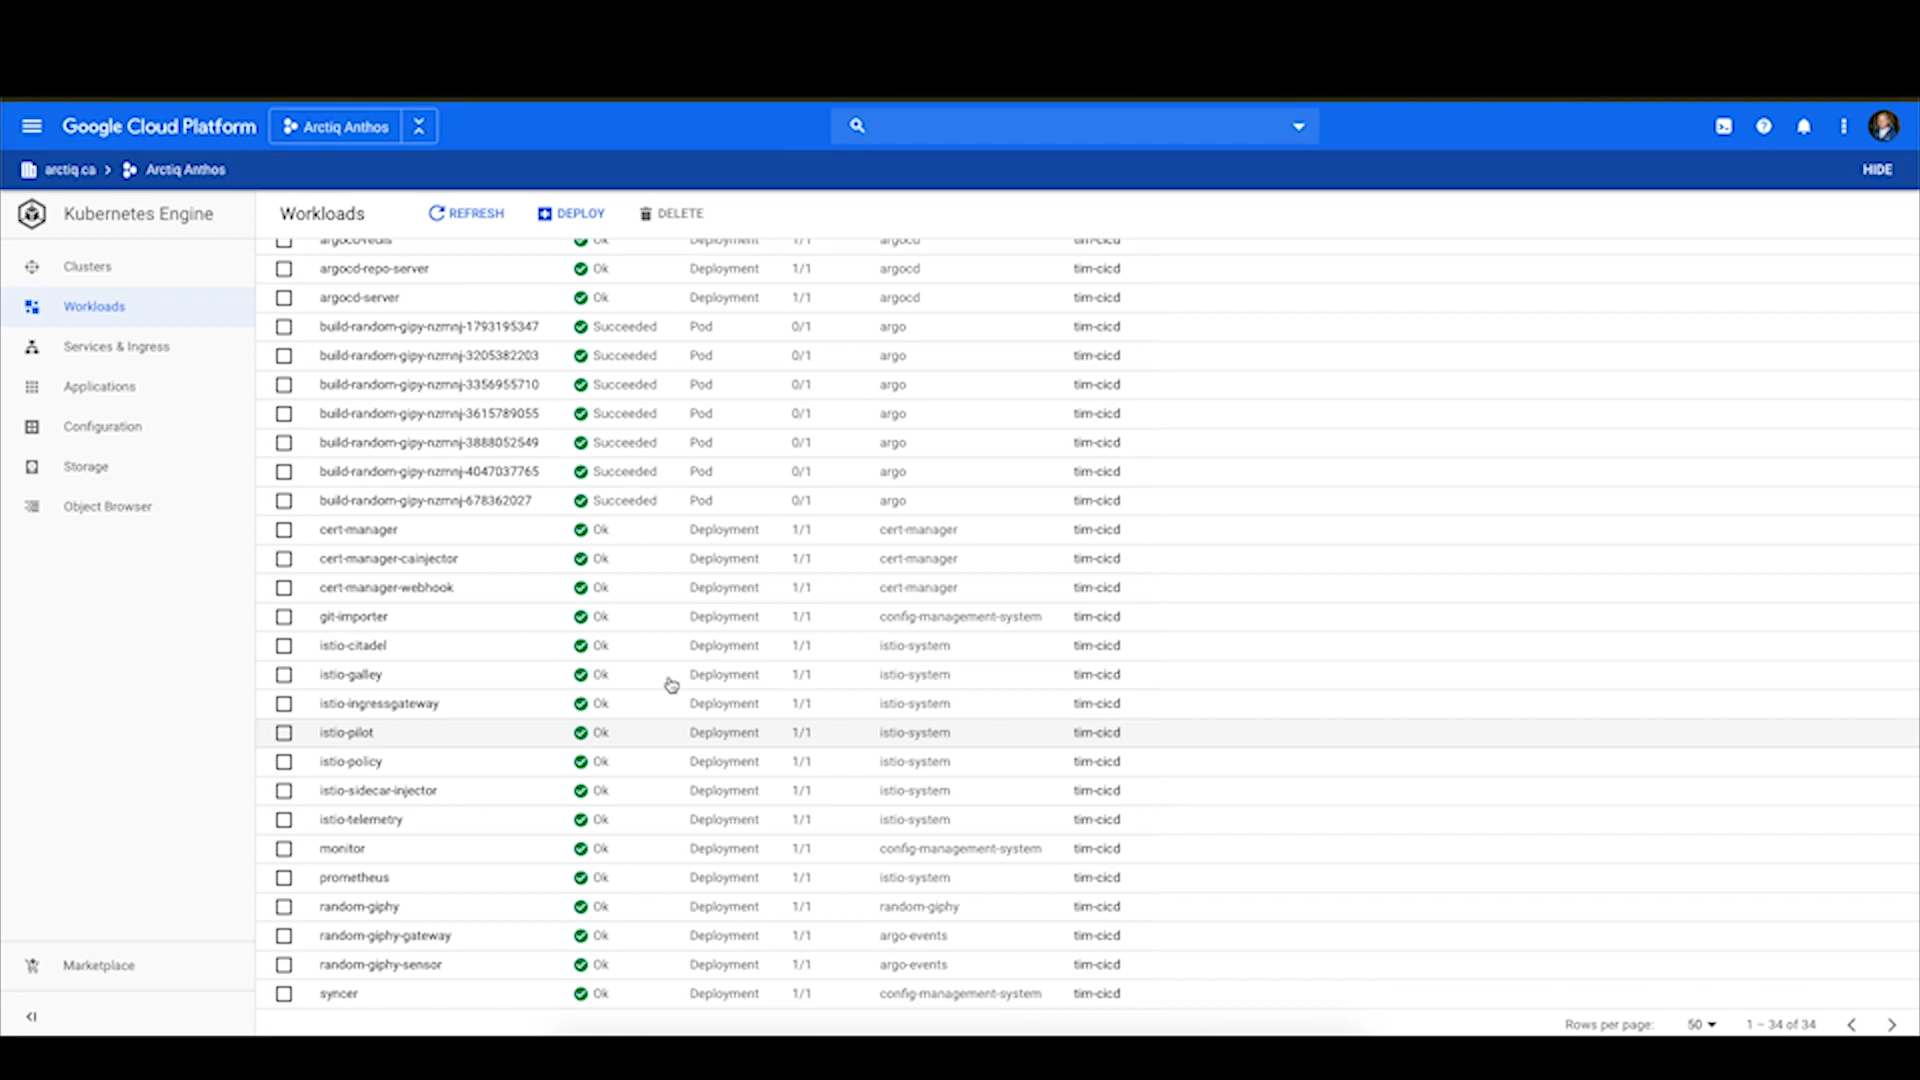 Google Cloud Platform Arctiq Anthos
arctiq.ca > Arctiq Anthos HIDE
Kubernetes Engine Workloads REFRESH DEPLOY DELETE
Clusters
Workloads
Services & Ingress
Applications
Configuration
Storage
Object Browser
Marketplace
argocd-redis Ok Deployment 1/1 argocd tim-cicd
argocd-repo-server Ok Deployment 1/1 argocd tim-cicd
argocd-server Ok Deployment 1/1 argocd tim-cicd
build-random-gipy-nzmnj-1793195347 Succeeded Pod 0/1 argo tim-cicd
build-random-gipy-nzmnj-3205382203 Succeeded Pod 0/1 argo tim-cicd
build-random-gipy-nzmnj-3356955710 Succeeded Pod 0/1 argo tim-cicd
build-random-gipy-nzmnj-3615789055 Succeeded Pod 0/1 argo tim-cicd
build-random-gipy-nzmnj-3888052549 Succeeded Pod 0/1 argo tim-cicd
build-random-gipy-nzmnj-4047037765 Succeeded Pod 0/1 argo tim-cicd
build-random-gipy-nzmnj-678362027 Succeeded Pod 0/1 argo tim-cicd
cert-manager Ok Deployment 1/1 cert-manager tim-cicd
cert-manager-cainjector Ok Deployment 1/1 cert-manager tim-cicd
cert-manager-webhook Ok Deployment 1/1 cert-manager tim-cicd
git-importer Ok Deployment 1/1 config-management-system tim-cicd
istio-citadel Ok Deployment 1/1 istio-system tim-cicd
istio-galley Ok Deployment 1/1 istio-system tim-cicd
istio-ingressgateway Ok Deployment 1/1 istio-system tim-cicd
istio-pilot Ok Deployment 1/1 istio-system tim-cicd
istio-policy Ok Deployment 1/1 istio-system tim-cicd
istio-sidecar-injector Ok Deployment 1/1 istio-system tim-cicd
istio-telemetry Ok Deployment 1/1 istio-system tim-cicd
monitor Ok Deployment 1/1 config-management-system tim-cicd
prometheus Ok Deployment 1/1 istio-system tim-cicd
random-giphy Ok Deployment 1/1 random-giphy tim-cicd
random-giphy-gateway Ok Deployment 1/1 argo-events tim-cicd
random-giphy-sensor Ok Deployment 1/1 argo-events tim-cicd
syncer Ok Deployment 1/1 config-management-system tim-cicd
Rows per page: 50 1 – 34 of 34